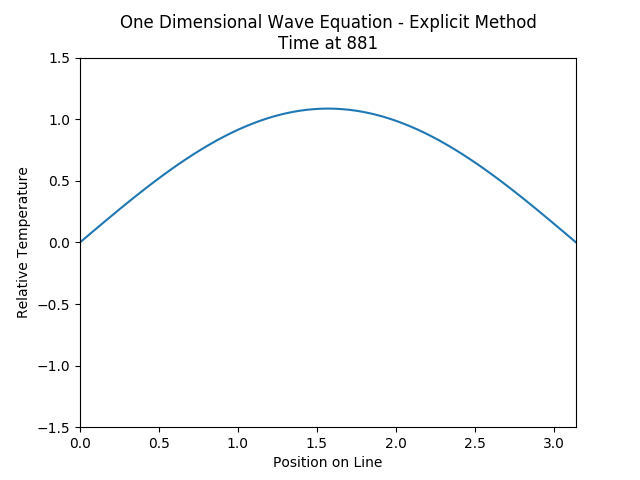 One Dimensional Wave Equation - Explicit Method
Time at 881
1.5
1.0
0.5
0.0
−0.5
−1.0
−1.5
Relative Temperature
0.0 0.5 1.0 1.5 2.0 2.5 3.0
Position on Line